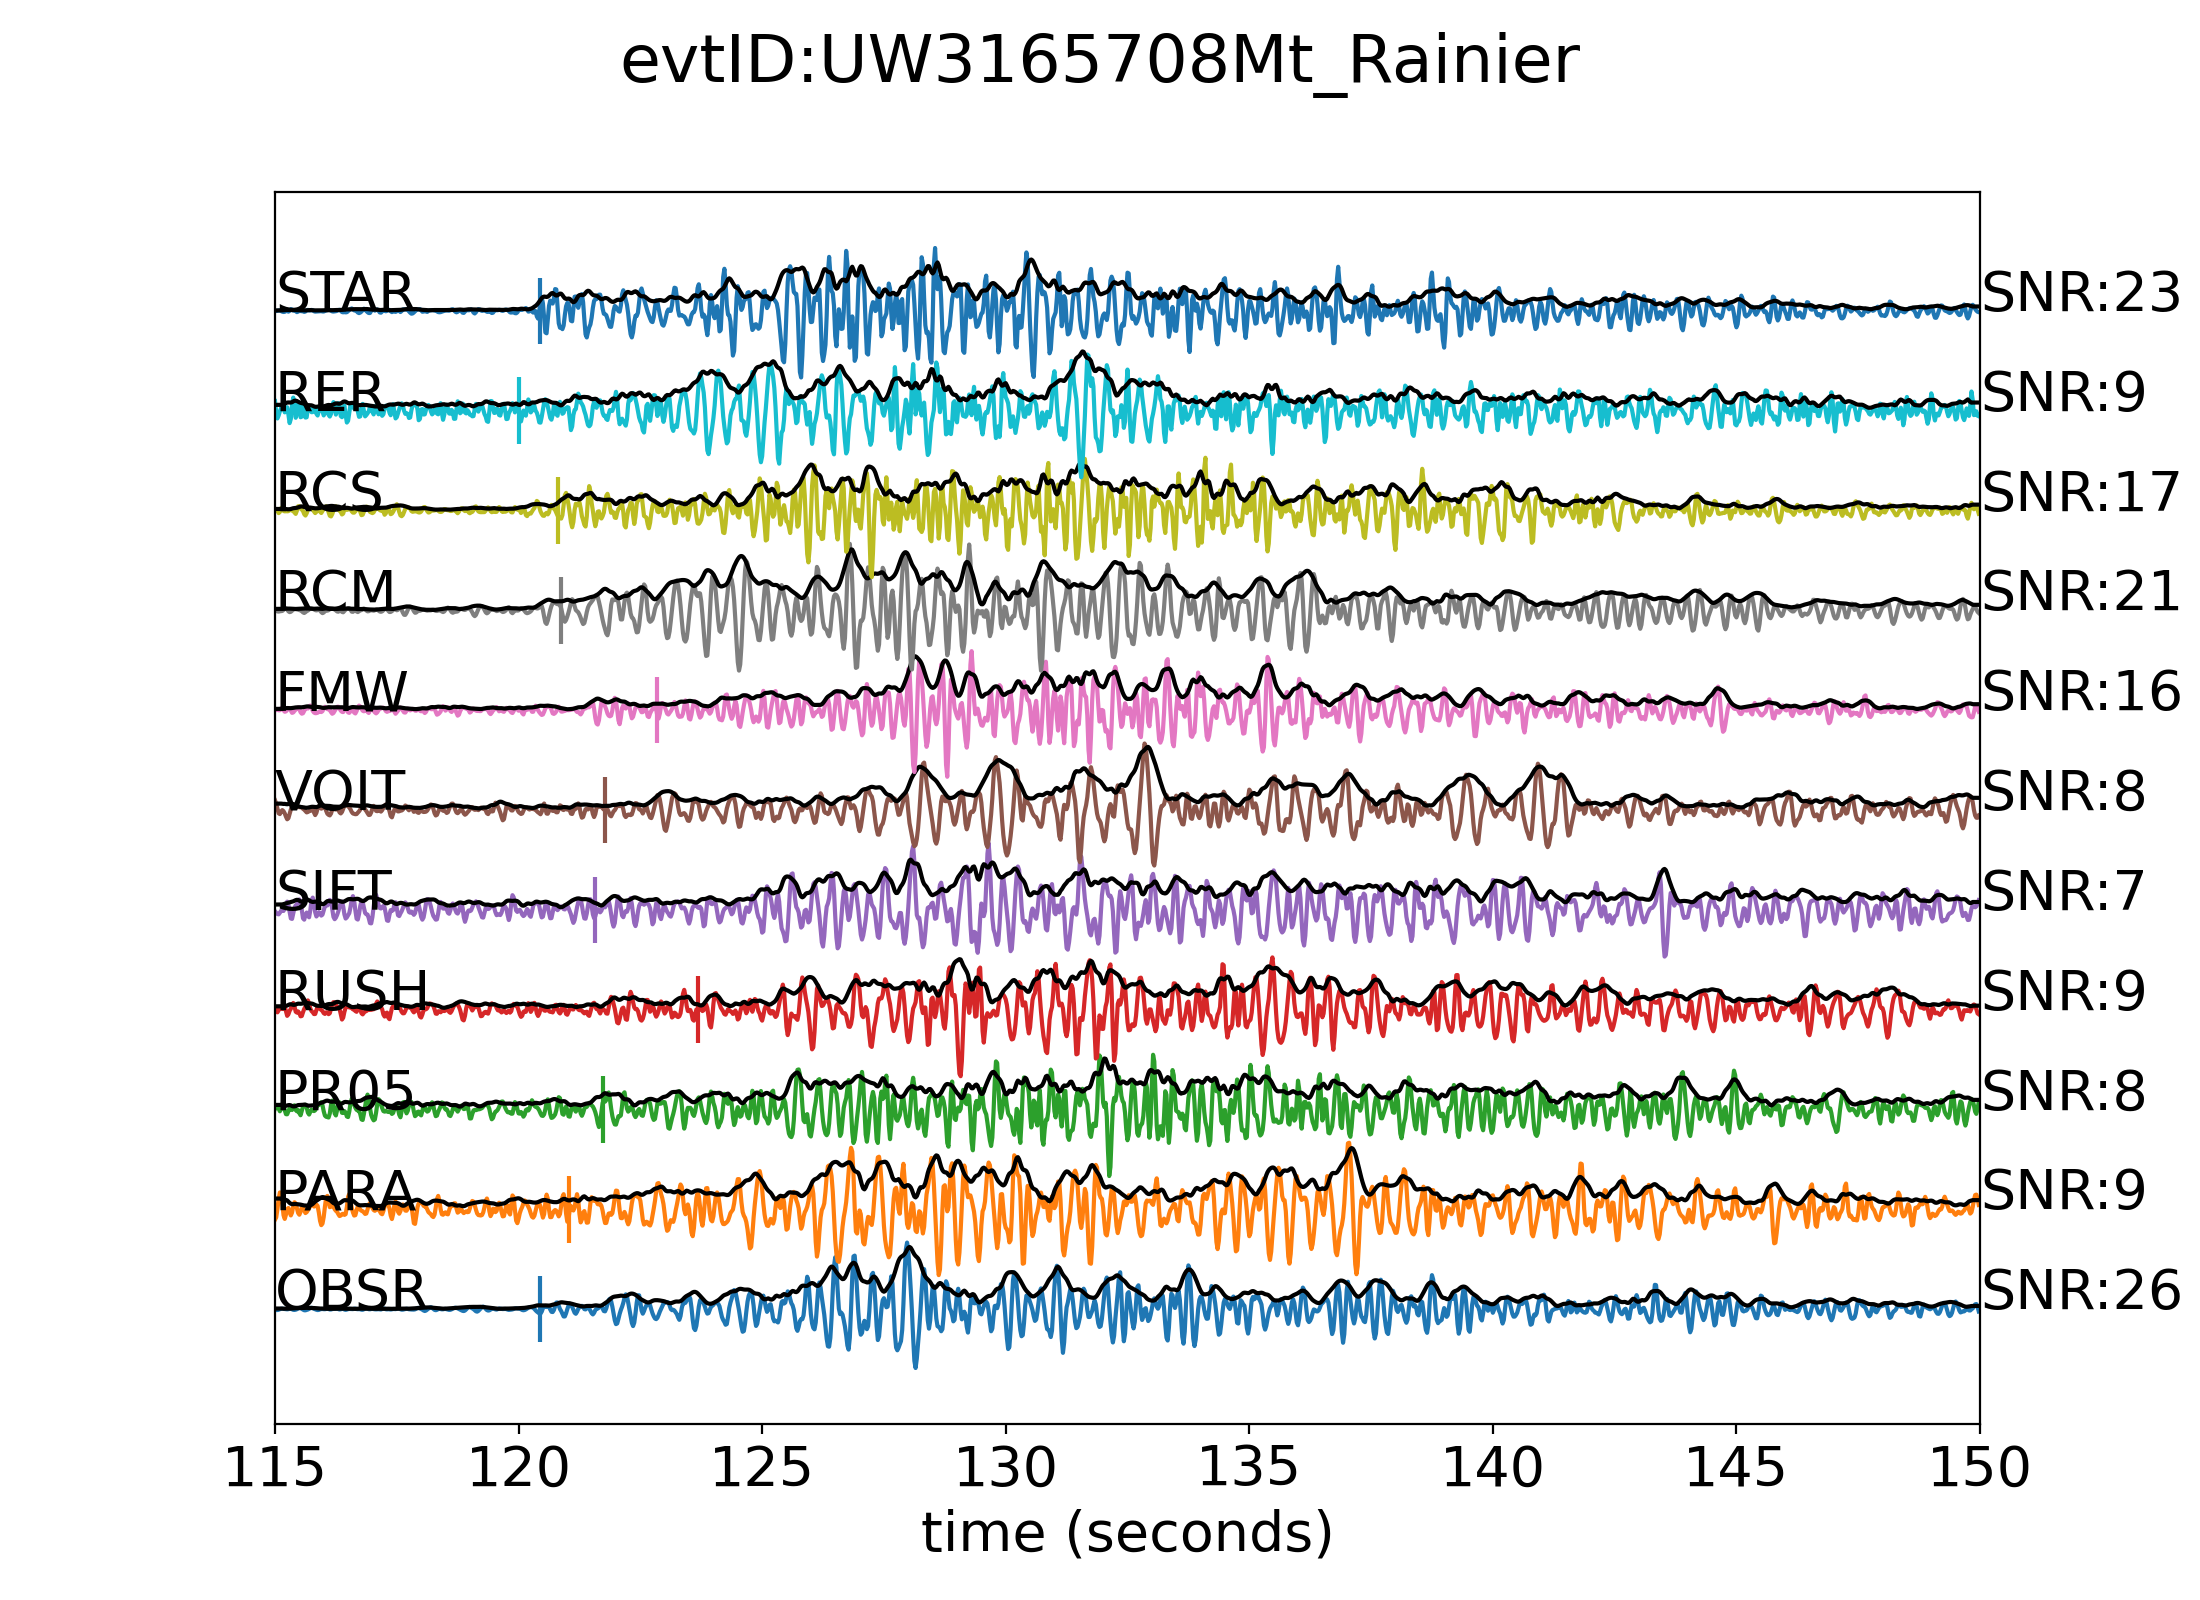 evtID:UW3165708Mt_Rainier
STAR SNR:23
RER SNR:9
RCS SNR:17
RCM SNR:21
FMW SNR:16
VOIT SNR:8
SIFT SNR:7
RUSH SNR:9
PR05 SNR:8
PARA SNR:9
OBSR SNR:26
115 120 125 130 135 140 145 150
time (seconds)